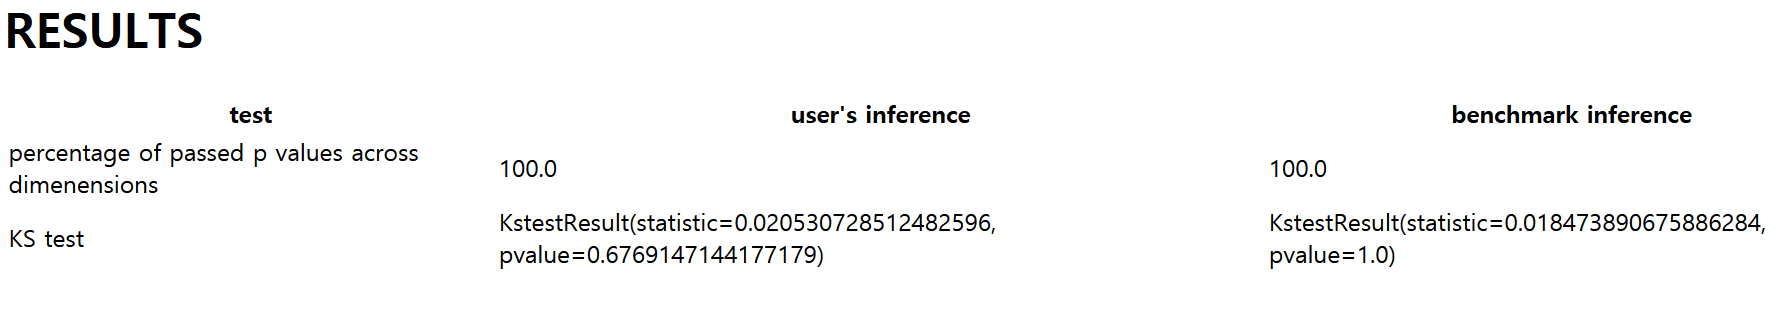 RESULTS
test user's inference benchmark inference
percentage of passed p values across
dimenensions
100.0
100.0
KS test
KstestResult(statistic=0.020530728512482596,
pvalue=0.6769147144177179)
KstestResult(statistic=0.018473890675886284,
pvalue=1.0)